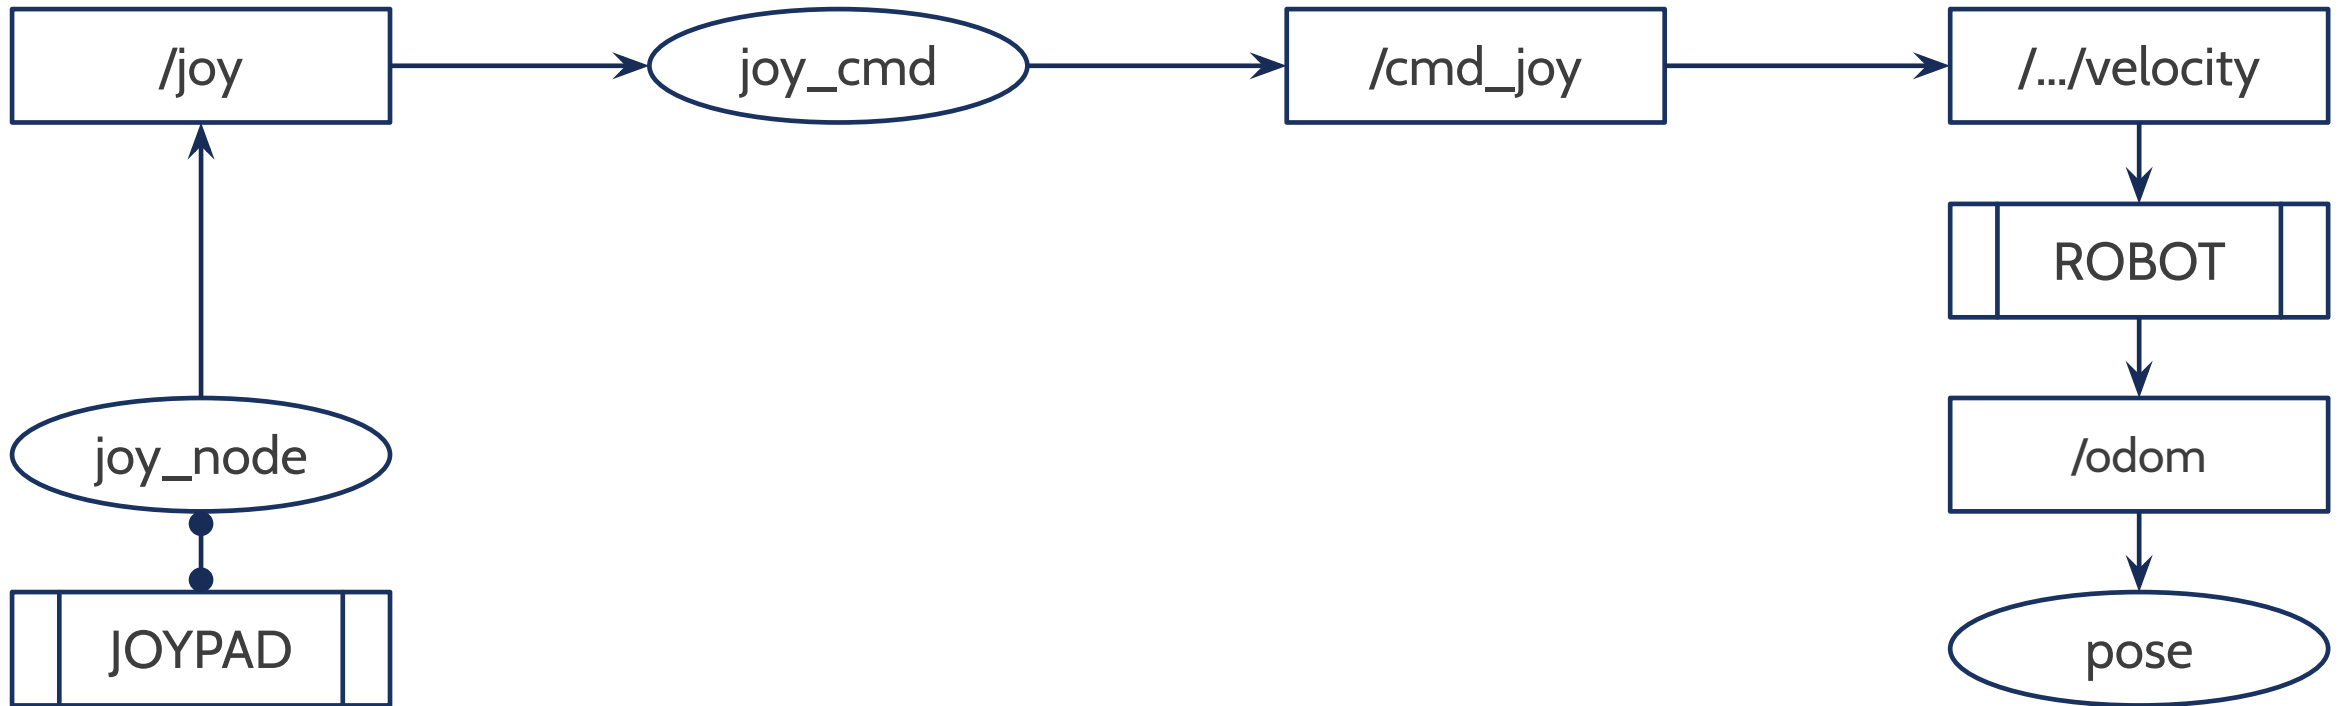 /joy
joy_cmd
/cmd_joy
/.../velocity
ROBOT
joy_node
/odom
JOYPAD
pose